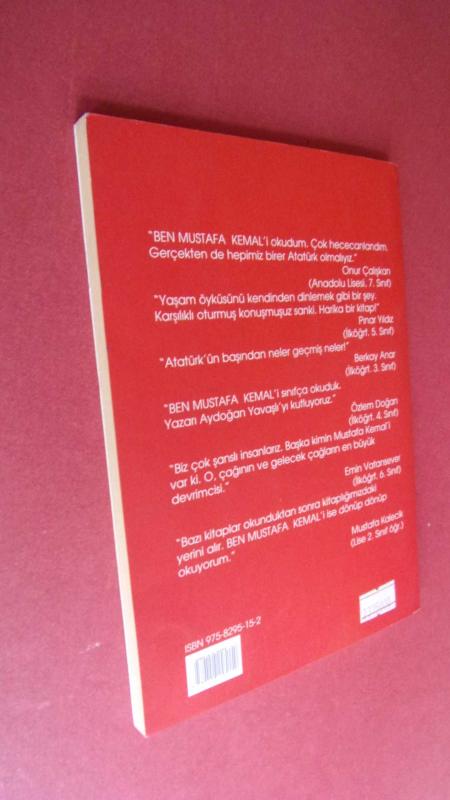 "BEN MUSTAFA KEMAL'i okudum. Çok hececanlandım.
Gerçekten de hepimiz birer Atatürk olmalıyız."
Onur Çalışkan
(Anadolu Lisesi, 7. Sınıf)
"Yaşam öyküsünü kendinden dinlemek gibi bir şey.
Karşılıklı oturmuş konuşmuşuz sanki. Harika bir kitap!"
Pınar Yıldız
(İlköğrt. 5. Sınıf)
"Atatürk'ün başından neler geçmiş neler!"
Berkay Anar
(İlköğrt. 3. Sınıf)
"BEN MUSTAFA KEMAL'i sınıfça okuduk.
Yazarı Aydoğan Yavaşlı'yı kutluyoruz."
Özlem Doğan
(İlköğrt. 4. Sınıf)
"Biz çok şanslı insanlarız. Başka kimin Mustafa Kemal'i
var ki. O, çağının ve gelecek çağların en büyük
devrimcisi."
Emin Vatansever
(İlköğrt. 6. Sınıf)
"Bazı kitaplar okunduktan sonra kitaplığımızdaki
yerini alır. BEN MUSTAFA KEMAL'i ise dönüp dönüp
okuyorum."
Mustafa Kalecik
(Lise 2. Sınıf öğr.)
ISBN 975-8295-15-2